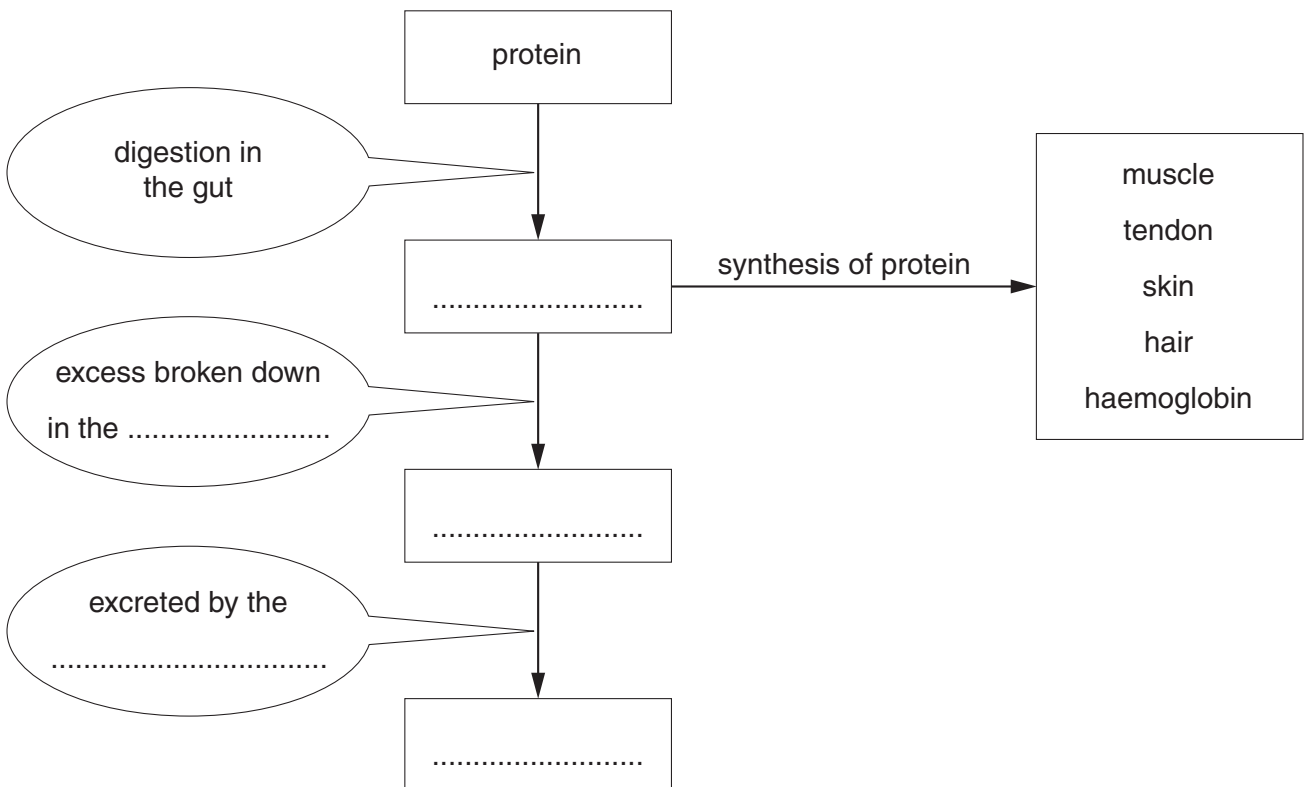 protein
digestion in
the gut
muscle
tendon
skin
hair
haemoglobin
synthesis of protein
..........................
excess broken down
in the .........................
..........................
excreted by the
..................................
..........................